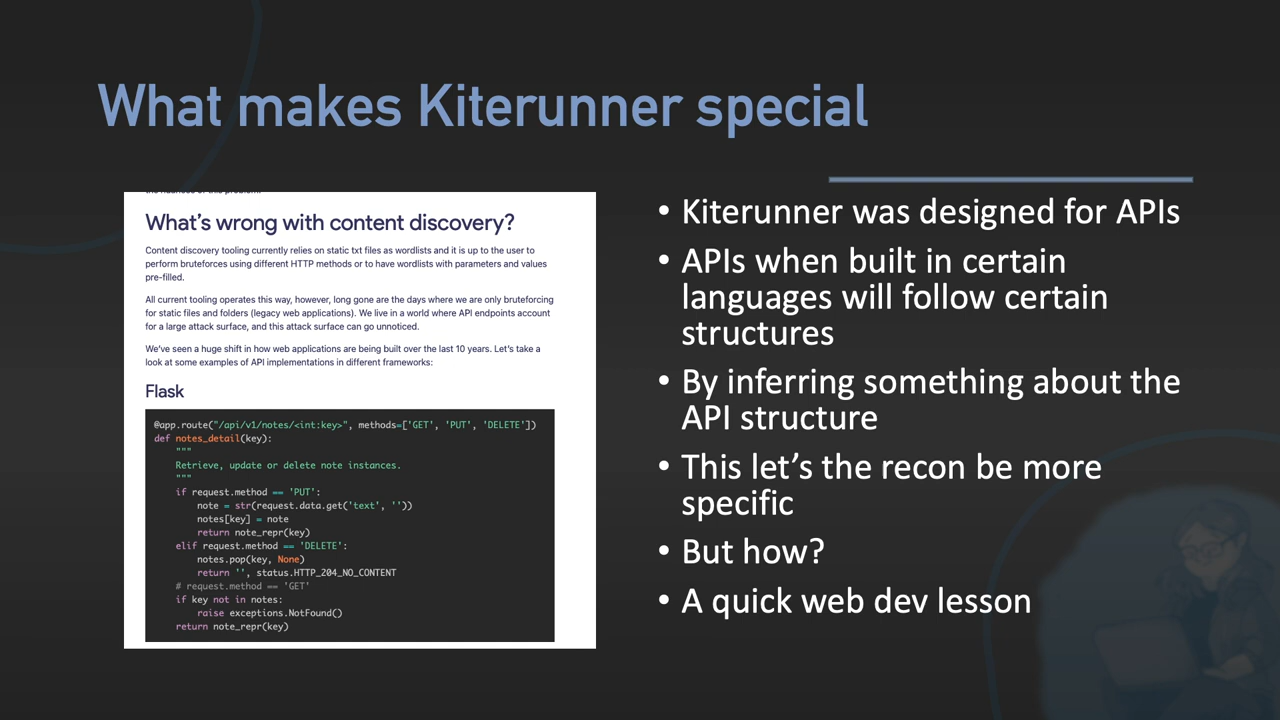 What makes Kiterunner special
What's wrong with content discovery?
Content discovery tooling currently relies on static txt files as wordlists and it is up to the user to
perform bruteforces using different HTTP methods or to have wordlists with parameters and values
pre-filled.
All current tooling operates this way, however, long gone are the days where we are only bruteforcing
for static files and folders (legacy web applications). We live in a world where API endpoints account
for a large attack surface, and this attack surface can go unnoticed.
We've seen a huge shift in how web applications are being built over the last 10 years. Let's take a
look at some examples of API implementations in different frameworks:
Flask
@app.route("/api/v1/notes/<int:key>", methods=['GET', 'PUT', 'DELETE'])
def notes_detail(key):
    """
    Retrieve, update or delete note instances.
    """
    if request.method == 'PUT':
        note = str(request.data.get('text', ''))
        notes[key] = note
        return note_repr(key)
    elif request.method == 'DELETE':
        notes.pop(key, None)
        return '', status.HTTP_204_NO_CONTENT
    # request.method == 'GET'
    if key not in notes:
        raise exceptions.NotFound()
    return note_repr(key)
• Kiterunner was designed for APIs
• APIs when built in certain
languages will follow certain
structures
• By inferring something about the
API structure
• This let's the recon be more
specific
• But how?
• A quick web dev lesson